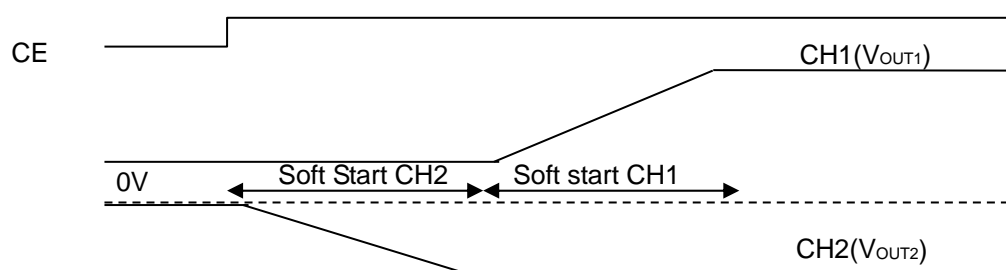 CE
CH1(VOUT1)
Soft Start CH2
Soft start CH1
0V
CH2(VOUT2)